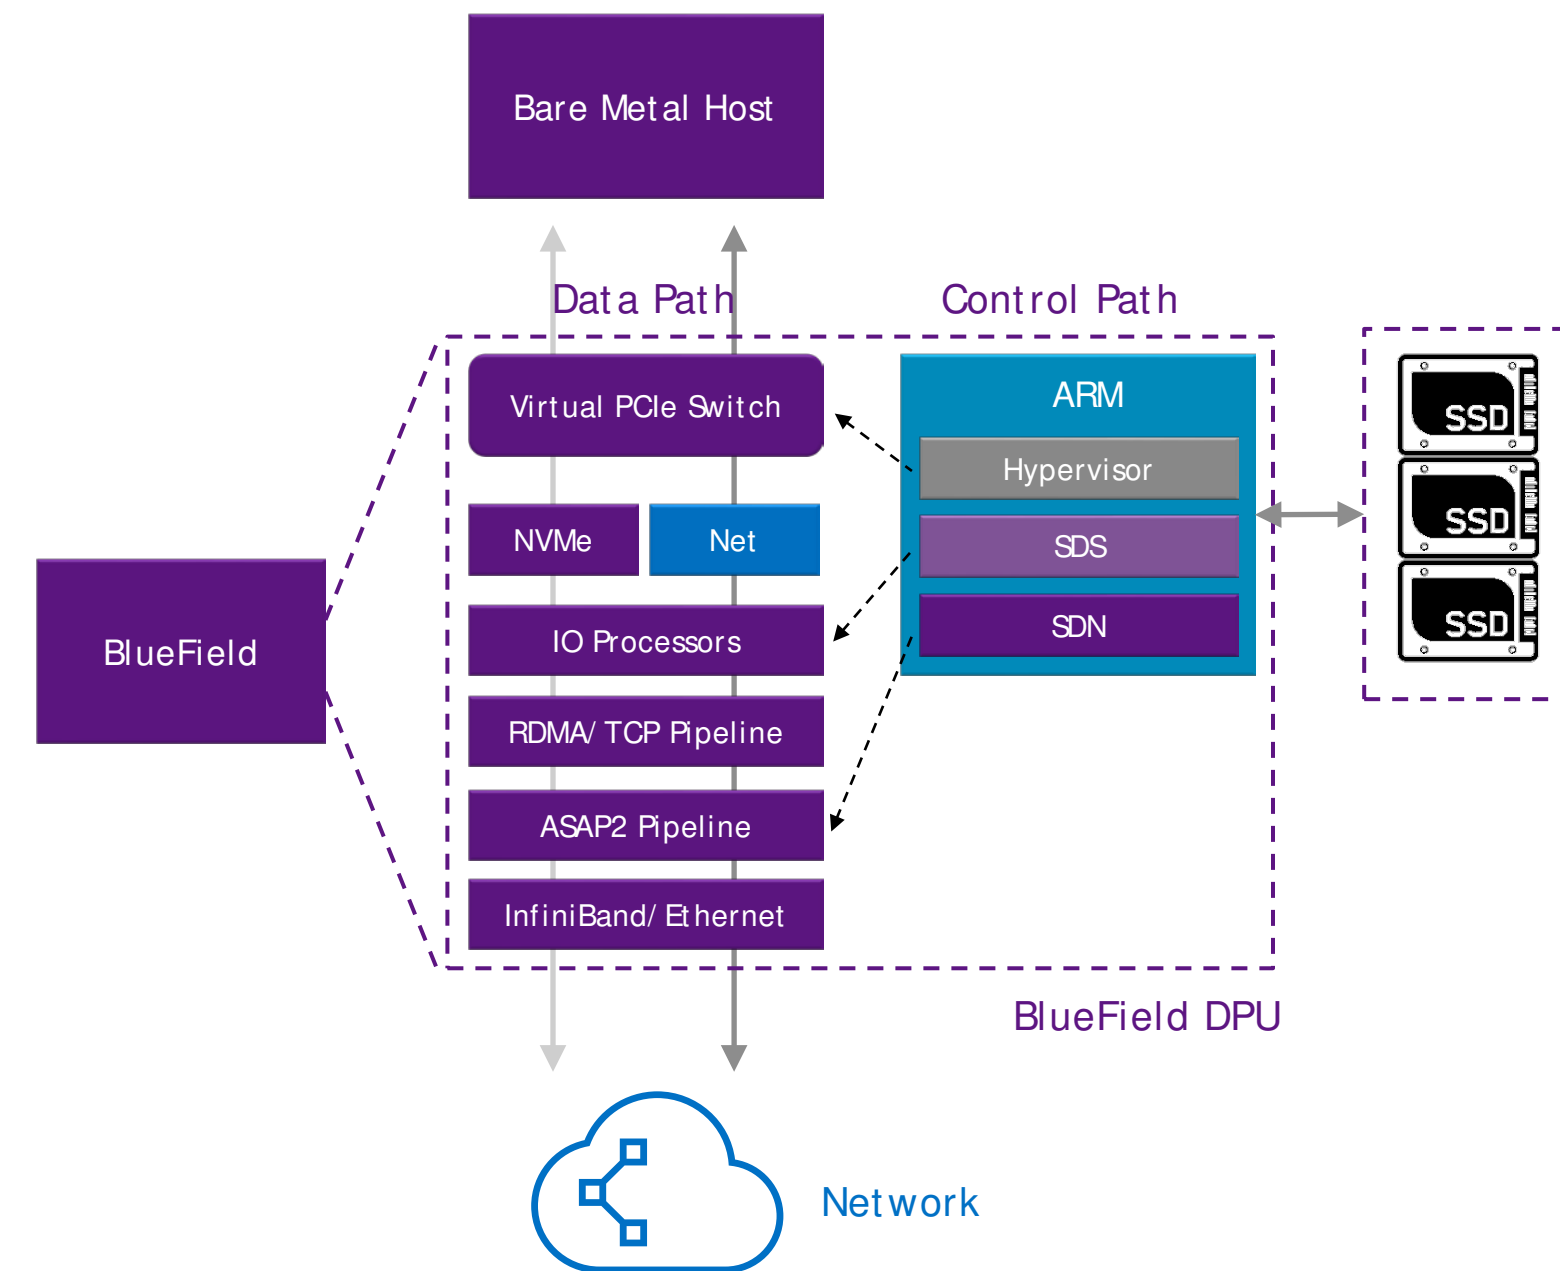 Bare Metal Host
Data Path
Control Path
Virtual PCIe Switch
ARM
Hypervisor
NVMe
Net
SDS
IO Processors
SDN
BlueField
RDMA/ TCP Pipeline
ASAP2 Pipeline
InfiniBand/ Ethernet
BlueField DPU
Network
SSD
SSD
SSD